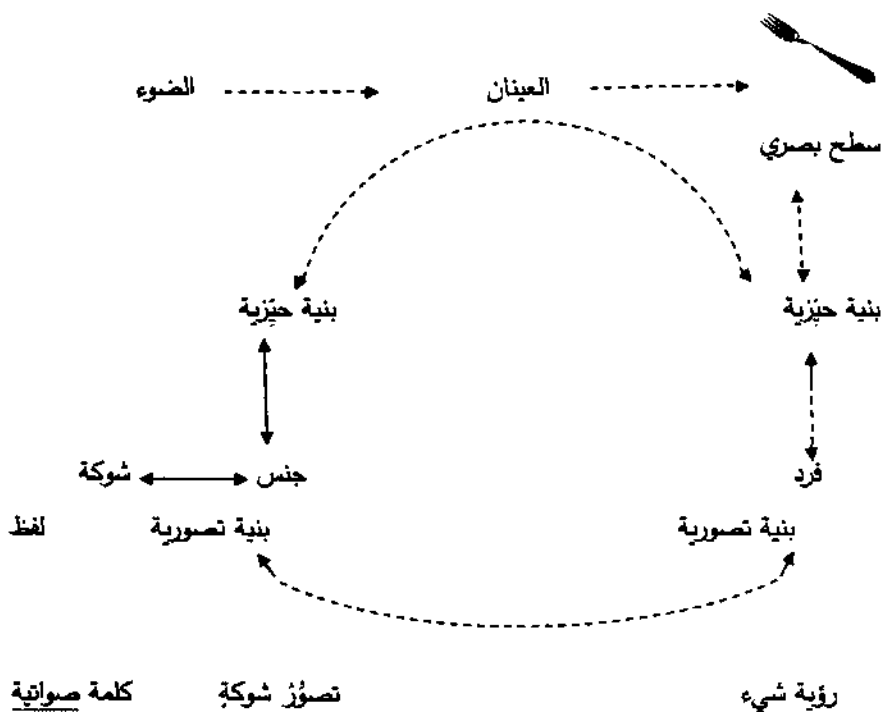 الضوء العينان
سطح بصري
بنية حيّزية بنية حيّزية
فرد جنس شوكة
بنية تصورية بنية تصورية لفظ
رؤية شيء تصوُّرُ شوكةٍ كلمة صواتية